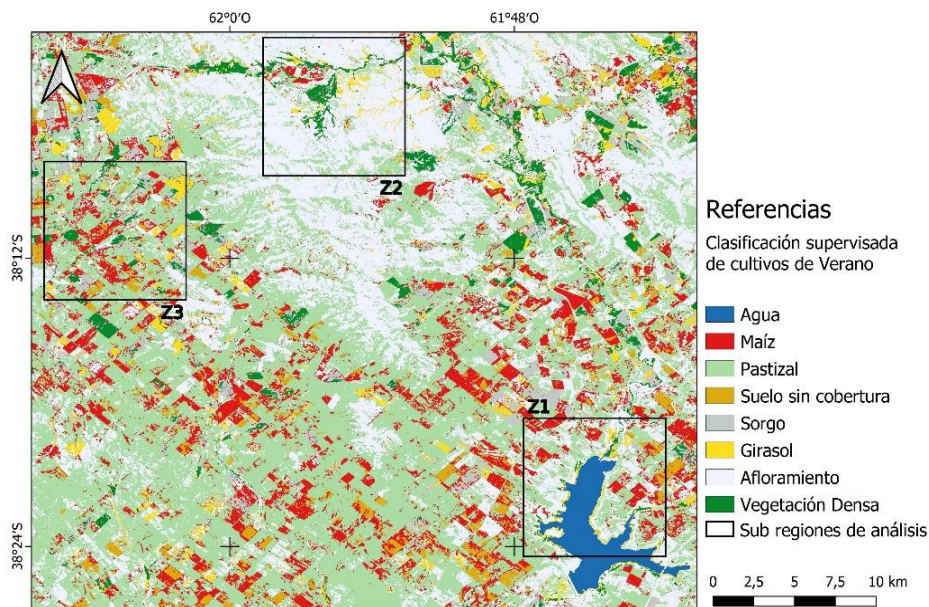 62°0'O
61°48'O
38°12'S
38°24'S
Z2
Z3
Z1
Referencias
Clasificación supervisada
de cultivos de Verano
Agua
Maíz
Pastizal
Suelo sin cobertura
Sorgo
Girasol
Afloramiento
Vegetación Densa
Sub regiones de análisis
0 2,5 5 7,5 10 km